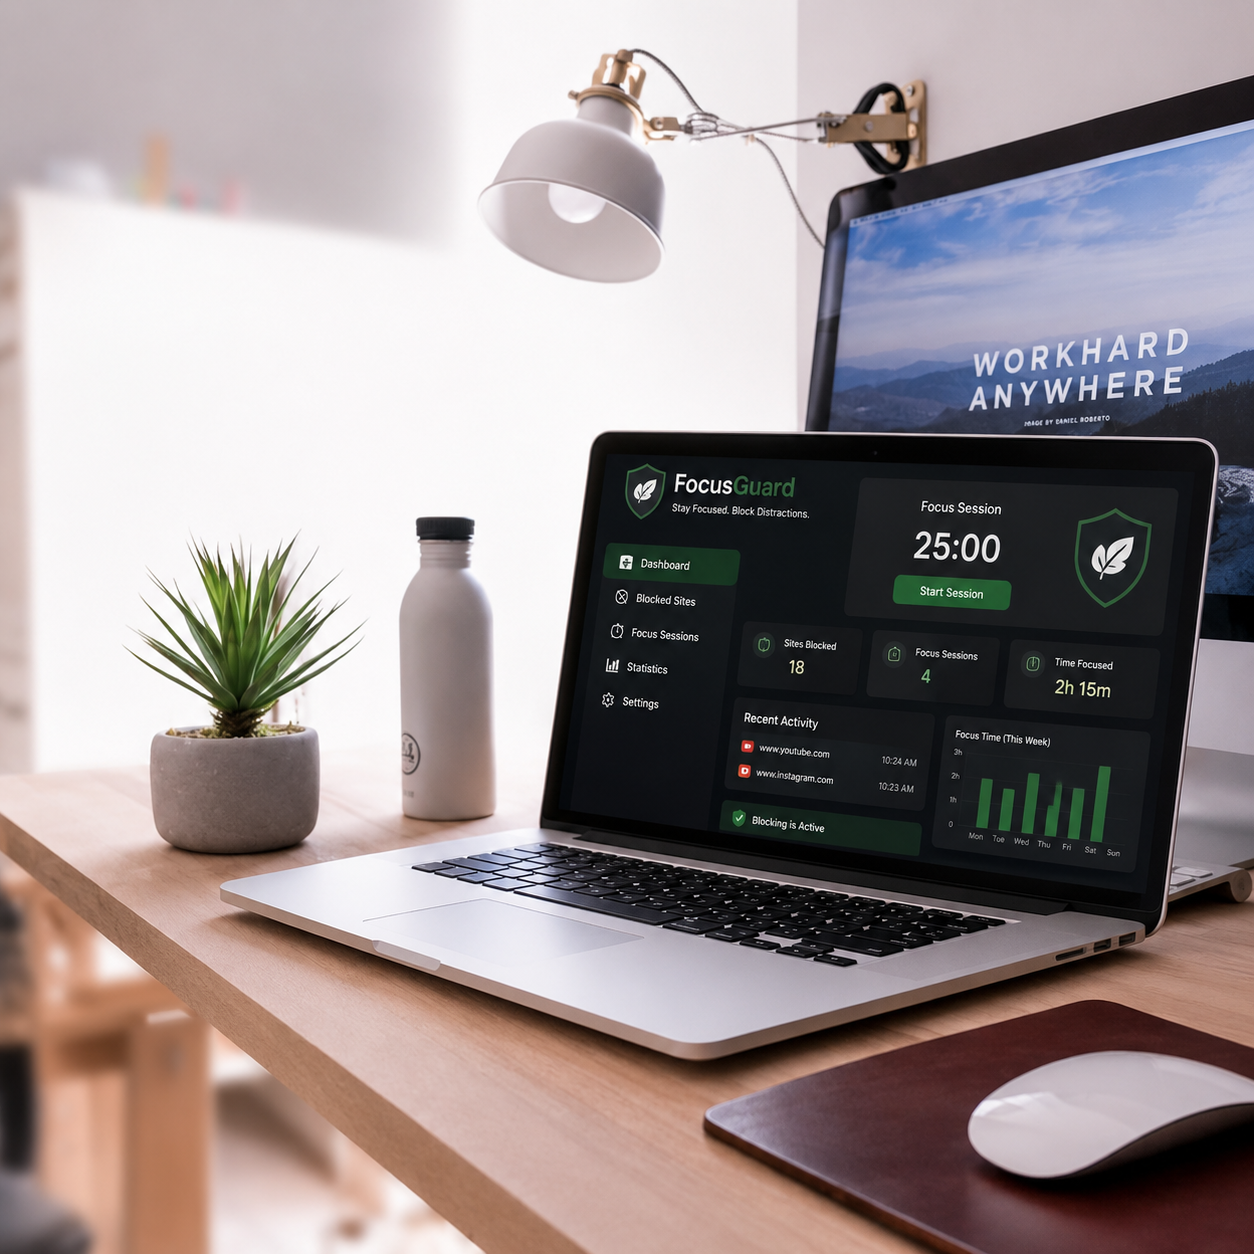 WORKHARD
ANYWHERE
IMAGE BY DANIEL ROBERTO
FocusGuard
Stay Focused. Block Distractions.
Dashboard
Blocked Sites
Focus Sessions
Statistics
Settings
Focus Session
25:00
Start Session
Sites Blocked
18
Focus Sessions
4
Time Focused
2h 15m
Recent Activity
www.youtube.com 10:24 AM
www.instagram.com 10:23 AM
Blocking is Active
Focus Time (This Week)
3h
2h
1h
0
Mon Toe Wed Thu Fri Sat Sun